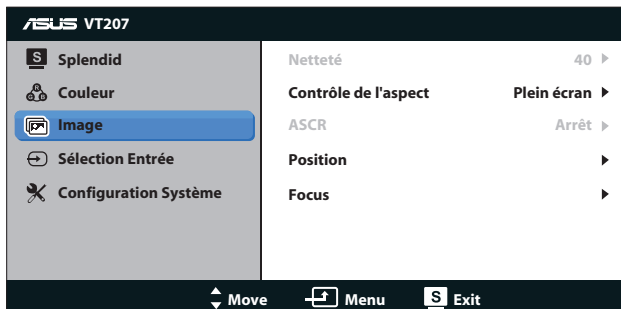 ASUS VT207
S Splendid
Couleur
Image
Sélection Entrée
Configuration Système
Netteté 40
Contrôle de l'aspect Plein écran
ASCR Arrêt
Position
Focus
Move Menu S Exit